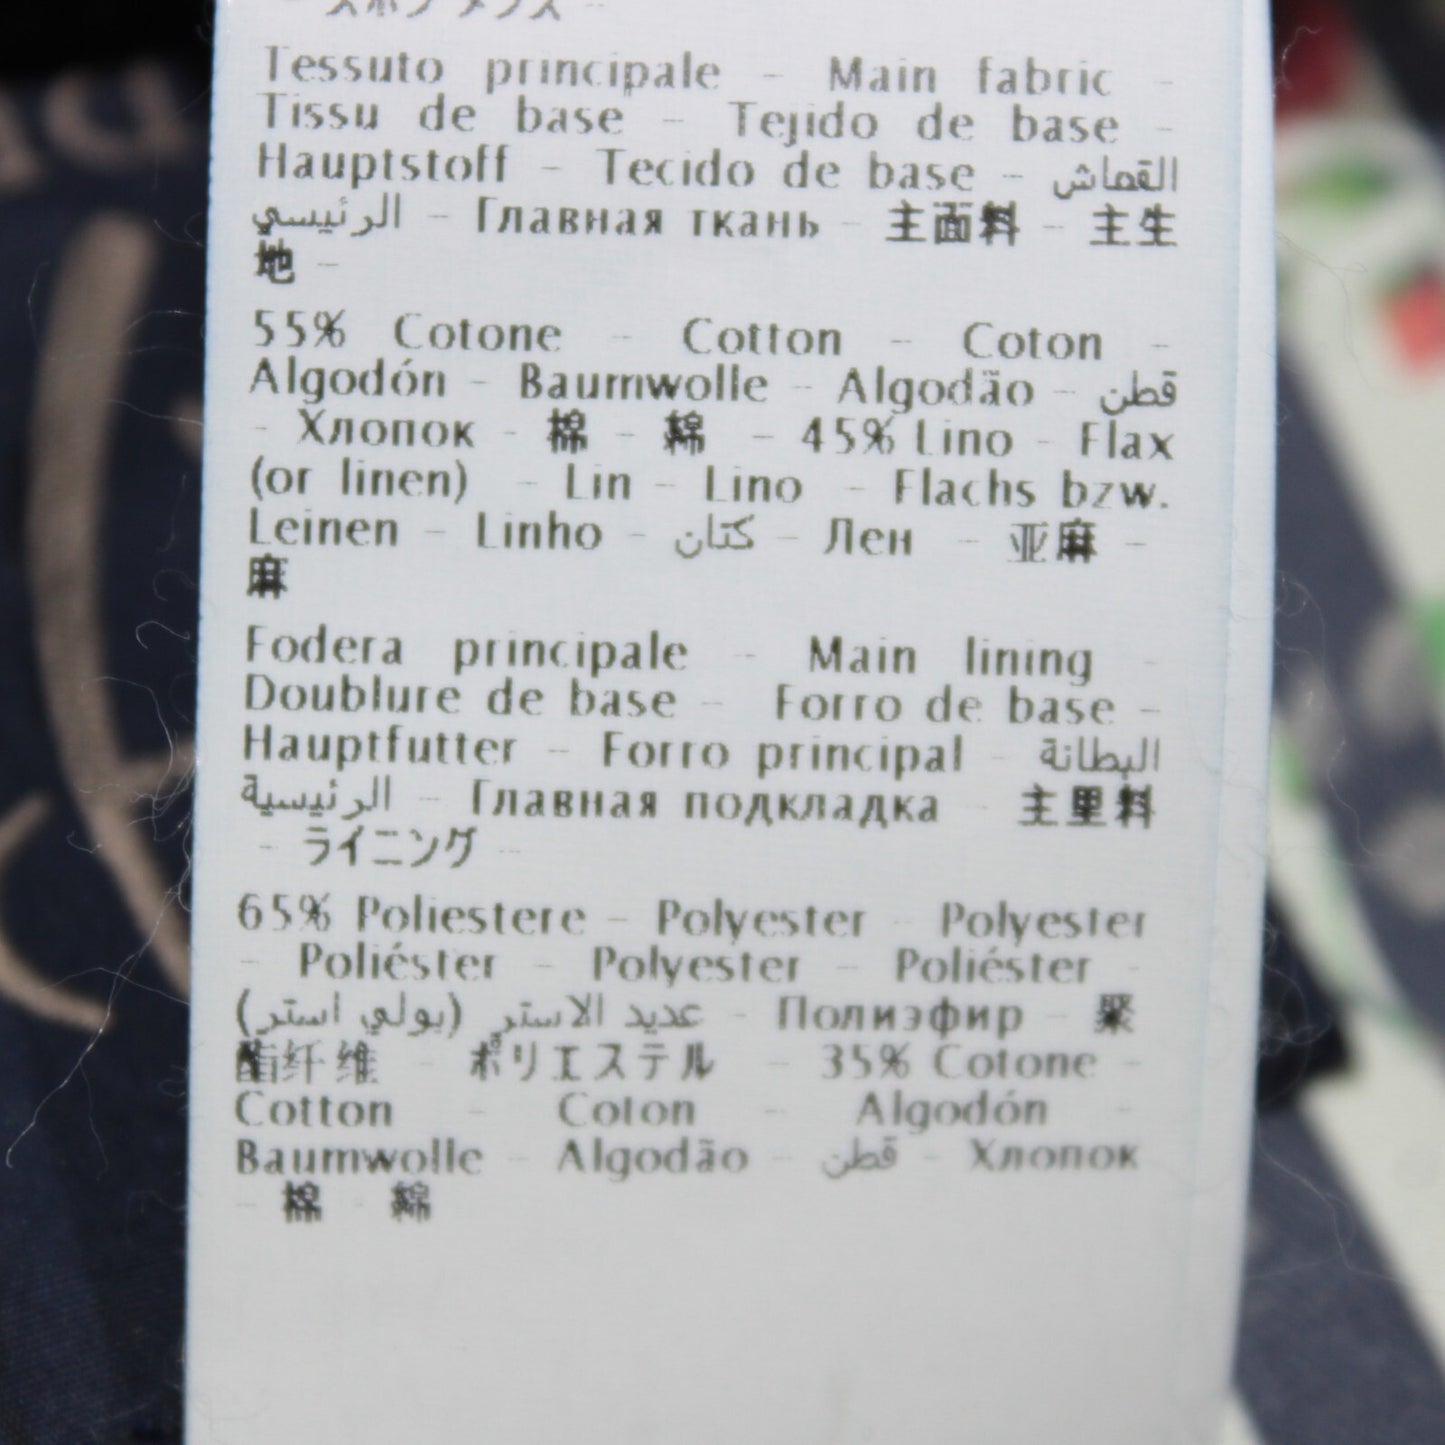 Tessuto principale - Main fabric -
Tissu de base - Tejido de base -
Hauptstoff - Tecido de base - القماش
الرئيسي - Главная ткань - 主面料 - 主生
地 -
55% Cotone - Cotton - Coton -
Algodón - Baumwolle - Algodão - قطن
- Хлопок - 棉 - 綿 - 45% Lino - Flax
(or linen) - Lin - Lino - Flachs bzw.
Leinen - Linho - كتان - Лен - 亚麻 -
麻
Fodera principale - Main lining -
Doublure de base - Forro de base -
Hauptfutter - Forro principal - البطانة
الرئيسية - Главная подкладка - 主里料
- ライニング -
65% Poliestere - Polyester - Polyester
- Poliéster - Polyester - Poliéster -
عديد الاستر (بولي استر) - Полиэфир - 聚
酯纤维 - ポリエステル - 35% Cotone -
Cotton - Coton - Algodón -
Baumwolle - Algodão - قطن - Хлопок
- 棉 - 綿